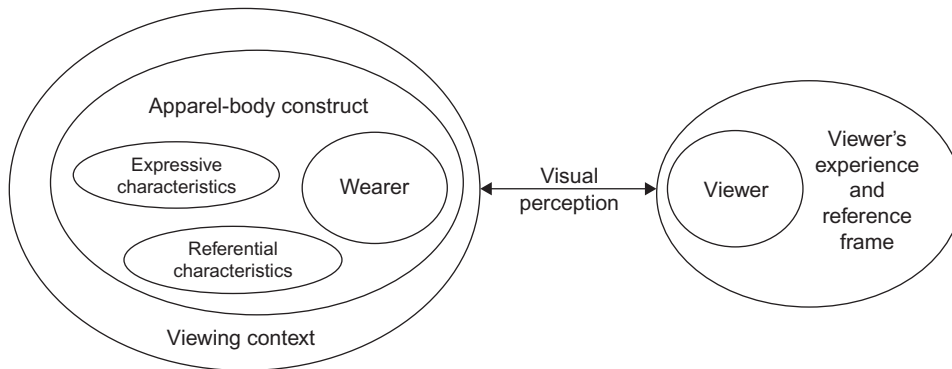 Apparel-body construct
Expressive
characteristics
Wearer
Referential
characteristics
Viewing context
Visual
perception
Viewer
Viewer's
experience
and
reference
frame